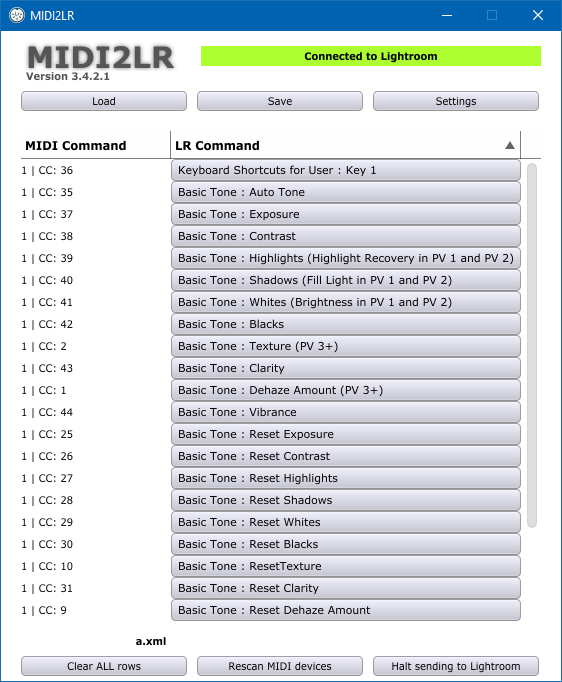 MIDI2LR
MIDI2LR
Version 3.4.2.1
Connected to Lightroom
Load Save Settings
MIDI Command LR Command
1 | CC: 36 Keyboard Shortcuts for User : Key 1
1 | CC: 35 Basic Tone : Auto Tone
1 | CC: 37 Basic Tone : Exposure
1 | CC: 38 Basic Tone : Contrast
1 | CC: 39 Basic Tone : Highlights (Highlight Recovery in PV 1 and PV 2)
1 | CC: 40 Basic Tone : Shadows (Fill Light in PV 1 and PV 2)
1 | CC: 41 Basic Tone : Whites (Brightness in PV 1 and PV 2)
1 | CC: 42 Basic Tone : Blacks
1 | CC: 2 Basic Tone : Texture (PV 3+)
1 | CC: 43 Basic Tone : Clarity
1 | CC: 1 Basic Tone : Dehaze Amount (PV 3+)
1 | CC: 44 Basic Tone : Vibrance
1 | CC: 25 Basic Tone : Reset Exposure
1 | CC: 26 Basic Tone : Reset Contrast
1 | CC: 27 Basic Tone : Reset Highlights
1 | CC: 28 Basic Tone : Reset Shadows
1 | CC: 29 Basic Tone : Reset Whites
1 | CC: 30 Basic Tone : Reset Blacks
1 | CC: 10 Basic Tone : ResetTexture
1 | CC: 31 Basic Tone : Reset Clarity
1 | CC: 9 Basic Tone : Reset Dehaze Amount
a.xml
Clear ALL rows Rescan MIDI devices Halt sending to Lightroom